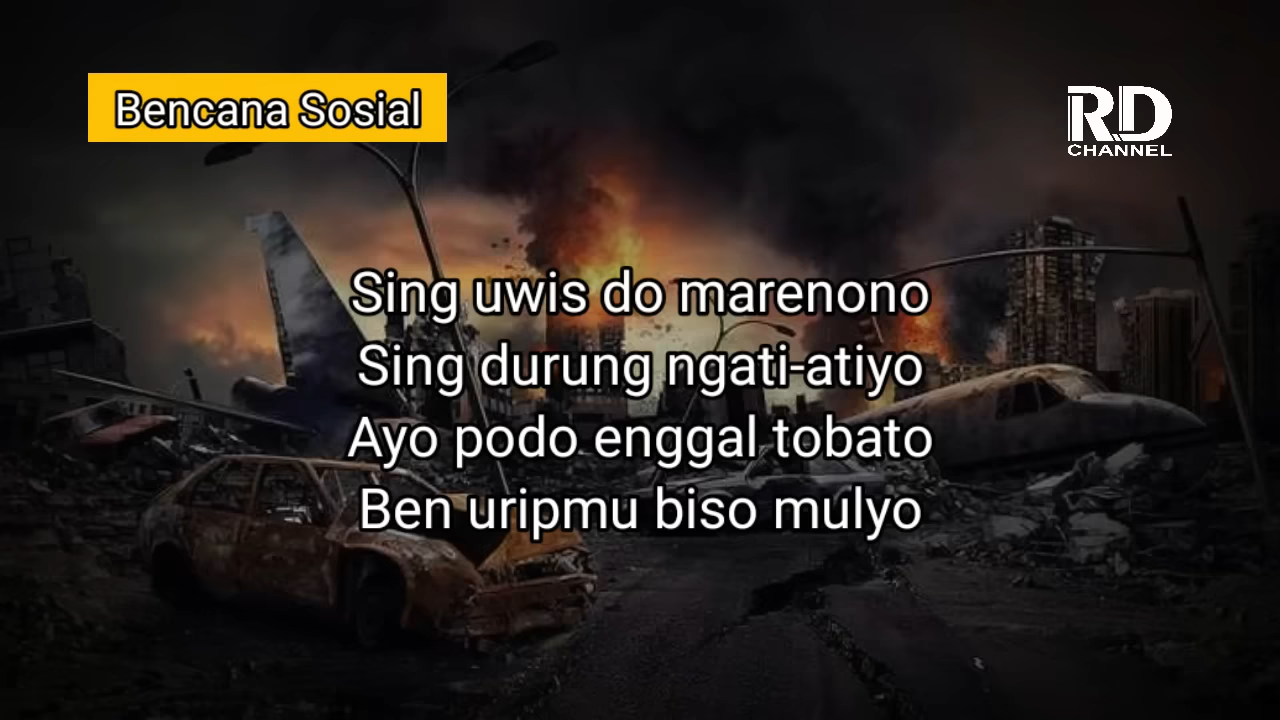 Bencana Sosial
RD
CHANNEL
Sing uwis do marenono
Sing durung ngati-atiyo
Ayo podo enggal tobato
Ben uripmu biso mulyo